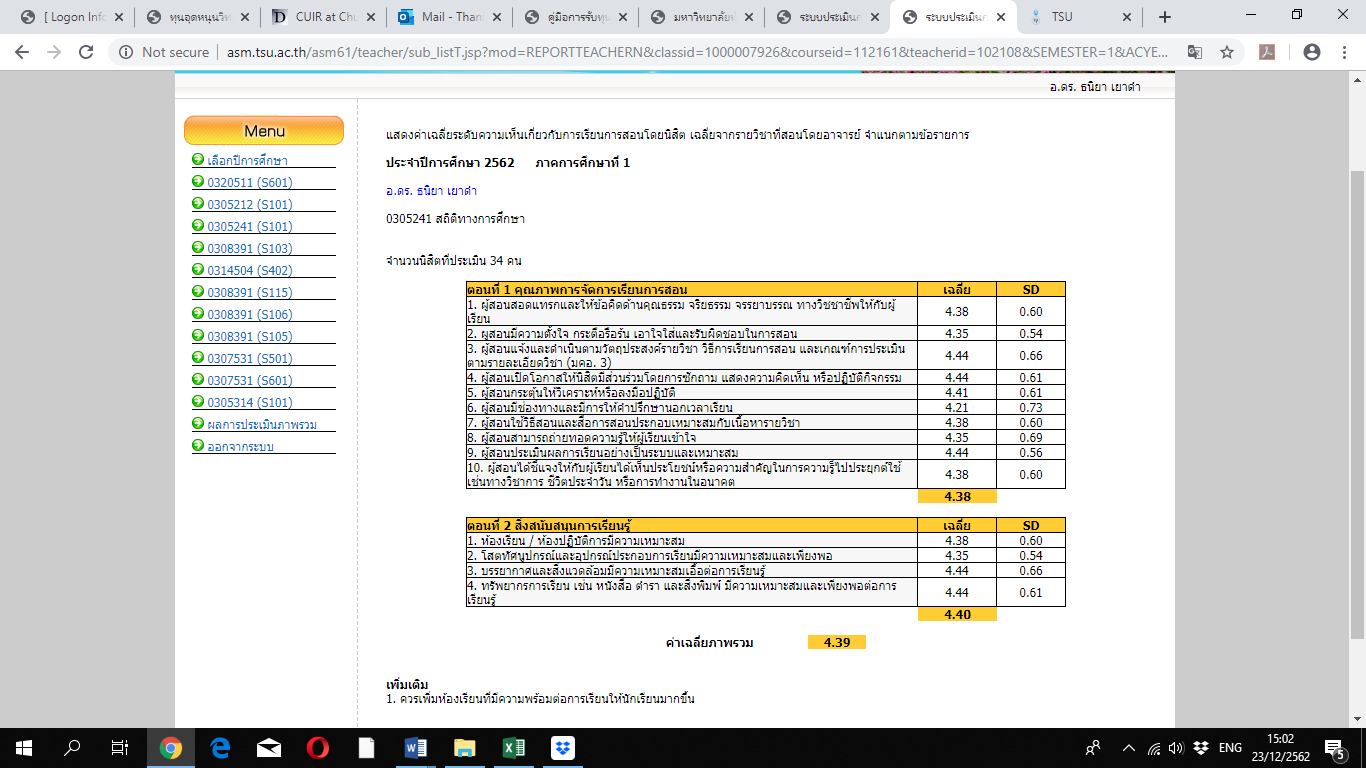 [ Logon Info
ทุนอุดหนุนวิท
CUIR at Chu
Mail - Thani
คู่มือการรับทุน
มหาวิทยาลัย
ระบบประเมินก
ระบบประเมินก
TSU
Not secure | asm.tsu.ac.th/asm61/teacher/sub_listT.jsp?mod=REPORTTEACHERN&classid=1000007926&courseid=112161&teacherid=102108&SEMESTER=1&ACYE...
อ.ดร. ธนิยา เยาดำ
Menu
เลือกปีการศึกษา
0320511 (S601)
0305212 (S101)
0305241 (S101)
0308391 (S103)
0314504 (S402)
0308391 (S115)
0308391 (S106)
0308391 (S105)
0307531 (S501)
0307531 (S601)
0305314 (S101)
ผลการประเมินภาพรวม
ออกจากระบบ
แสดงค่าเฉลี่ยระดับความเห็นเกี่ยวกับการเรียนการสอนโดยนิสิต เฉลี่ยจากรายวิชาที่สอนโดยอาจารย์ จำแนกตามข้อรายการ
ประจำปีการศึกษา 2562 ภาคการศึกษาที่ 1
อ.ดร. ธนิยา เยาดำ
0305241 สถิติทางการศึกษา
จำนวนนิสิตที่ประเมิน 34 คน
ตอนที่ 1 คุณภาพการจัดการเรียนการสอน เฉลี่ย SD
1. ผู้สอนสอดแทรกและให้ข้อคิดด้านคุณธรรม จริยธรรม จรรยาบรรณ ทางวิชชาชีพให้กับผู้
เรียน 4.38 0.60
2. ผู้สอนมีความตั้งใจ กระตือรือร้น เอาใจใส่และรับผิดชอบในการสอน 4.35 0.54
3. ผู้สอนแจ้งและดำเนินตามวัตถุประสงค์รายวิชา วิธีการเรียนการสอน และเกณฑ์การประเมิน
ตามรายละเอียดวิชา (มคอ. 3) 4.44 0.66
4. ผู้สอนเปิดโอกาสให้นิสิตมีส่วนร่วมโดยการซักถาม แสดงความคิดเห็น หรือปฏิบัติกิจกรรม 4.44 0.61
5. ผู้สอนกระตุ้นให้วิเคราะห์หรือลงมือปฏิบัติ 4.41 0.61
6. ผู้สอนมีช่องทางและมีการให้คำปรึกษานอกเวลาเรียน 4.21 0.73
7. ผู้สอนใช้วิธีสอนและสื่อการสอนประกอบเหมาะสมกับเนื้อหารายวิชา 4.38 0.60
8. ผู้สอนสามารถถ่ายทอดความรู้ให้ผู้เรียนเข้าใจ 4.35 0.69
9. ผู้สอนประเมินผลการเรียนอย่างเป็นระบบและเหมาะสม 4.44 0.56
10. ผู้สอนได้ชี้แจงให้กับผู้เรียนได้เห็นประโยชน์หรือความสำคัญในการความรู้ไปประยุกต์ใช้
เช่นทางวิชาการ ชีวิตประจำวัน หรือการทำงานในอนาคต 4.38 0.60
4.38
ตอนที่ 2 สิ่งสนับสนุนการเรียนรู้ เฉลี่ย SD
1. ห้องเรียน / ห้องปฏิบัติการมีความเหมาะสม 4.38 0.60
2. โสตทัศนูปกรณ์และอุปกรณ์ประกอบการเรียนมีความเหมาะสมและเพียงพอ 4.35 0.54
3. บรรยากาศและสิ่งแวดล้อมมีความเหมาะสมเอื้อต่อการเรียนรู้ 4.44 0.66
4. ทรัพยากรการเรียน เช่น หนังสือ ตำรา และสิ่งพิมพ์ มีความเหมาะสมและเพียงพอต่อการ
เรียนรู้ 4.44 0.61
4.40
ค่าเฉลี่ยภาพรวม 4.39
เพิ่มเติม
1. ควรเพิ่มห้องเรียนที่มีความพร้อมต่อการเรียนให้นักเรียนมากขึ้น
ENG
15:02
23/12/2562
5